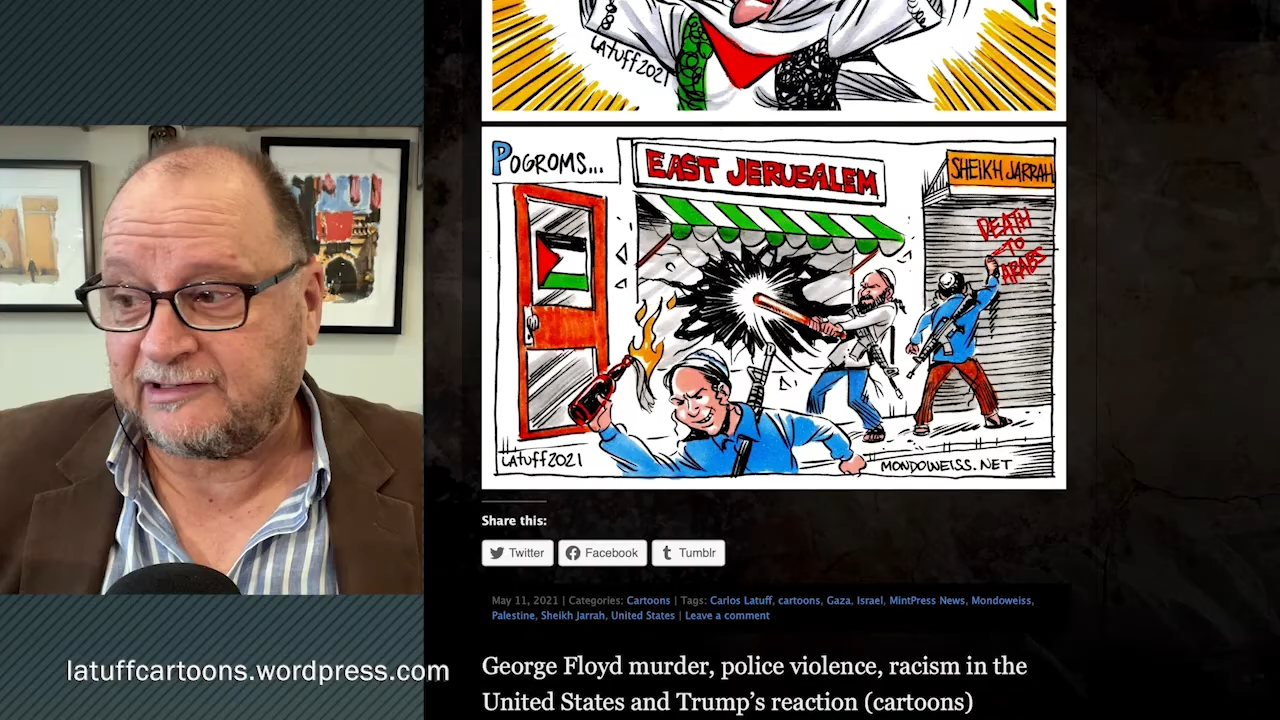 LATUFF2021
POGROMS...
EAST JERUSALEM
SHEIKH JARRAH
DEATH
TO
ARABS
LATUFF2021
MONDOWEISS.NET
Share this:
Twitter
Facebook
Tumblr
May 11, 2021 | Categories: Cartoons | Tags: Carlos Latuff, cartoons, Gaza, Israel, MintPress News, Mondoweiss,
Palestine, Sheikh Jarrah, United States | Leave a comment
latuffcartoons.wordpress.com
George Floyd murder, police violence, racism in the
United States and Trump’s reaction (cartoons)